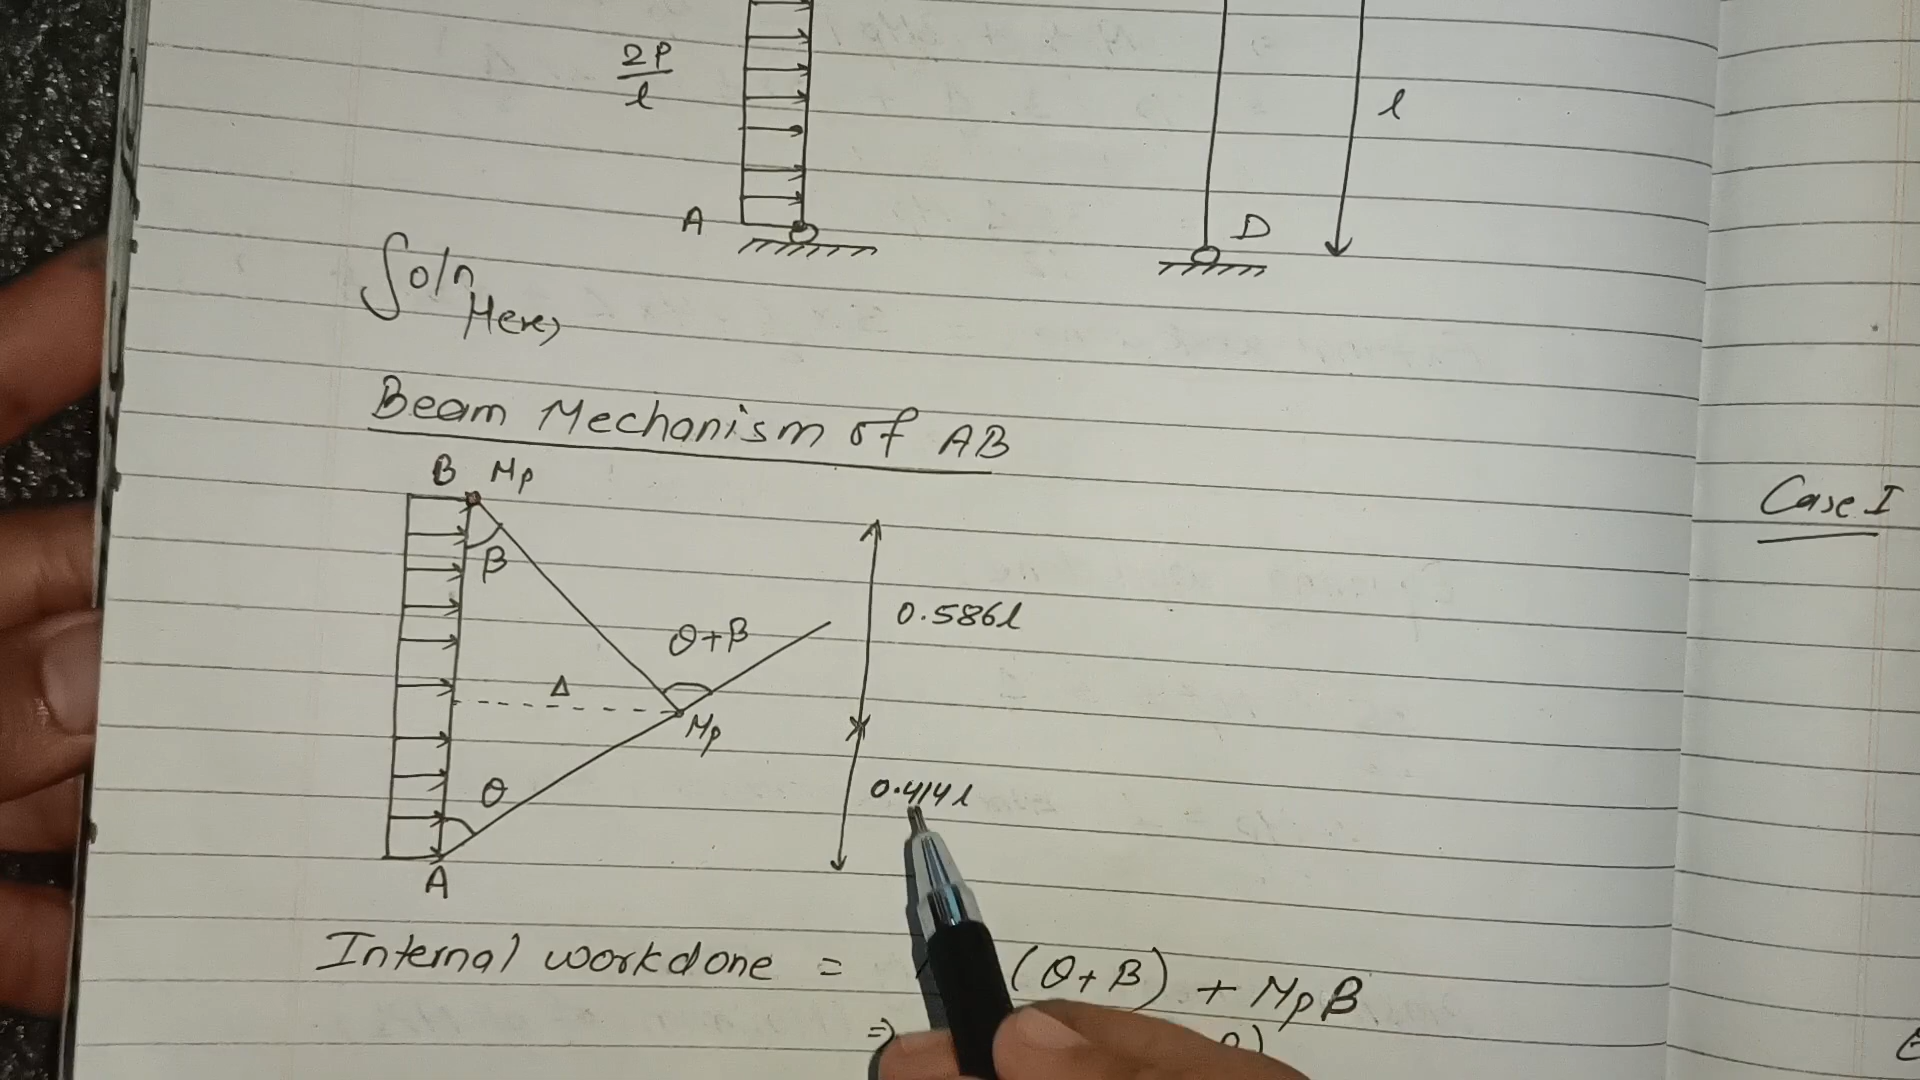 2P
l
l
A
D
Soln
Here,
Beam Mechanism of AB
B Mp
Case I
β
0.586l
θ+β
Δ
Mp
θ
0.414l
A
Internal workdone = (θ+β) + Mpβ
⇒